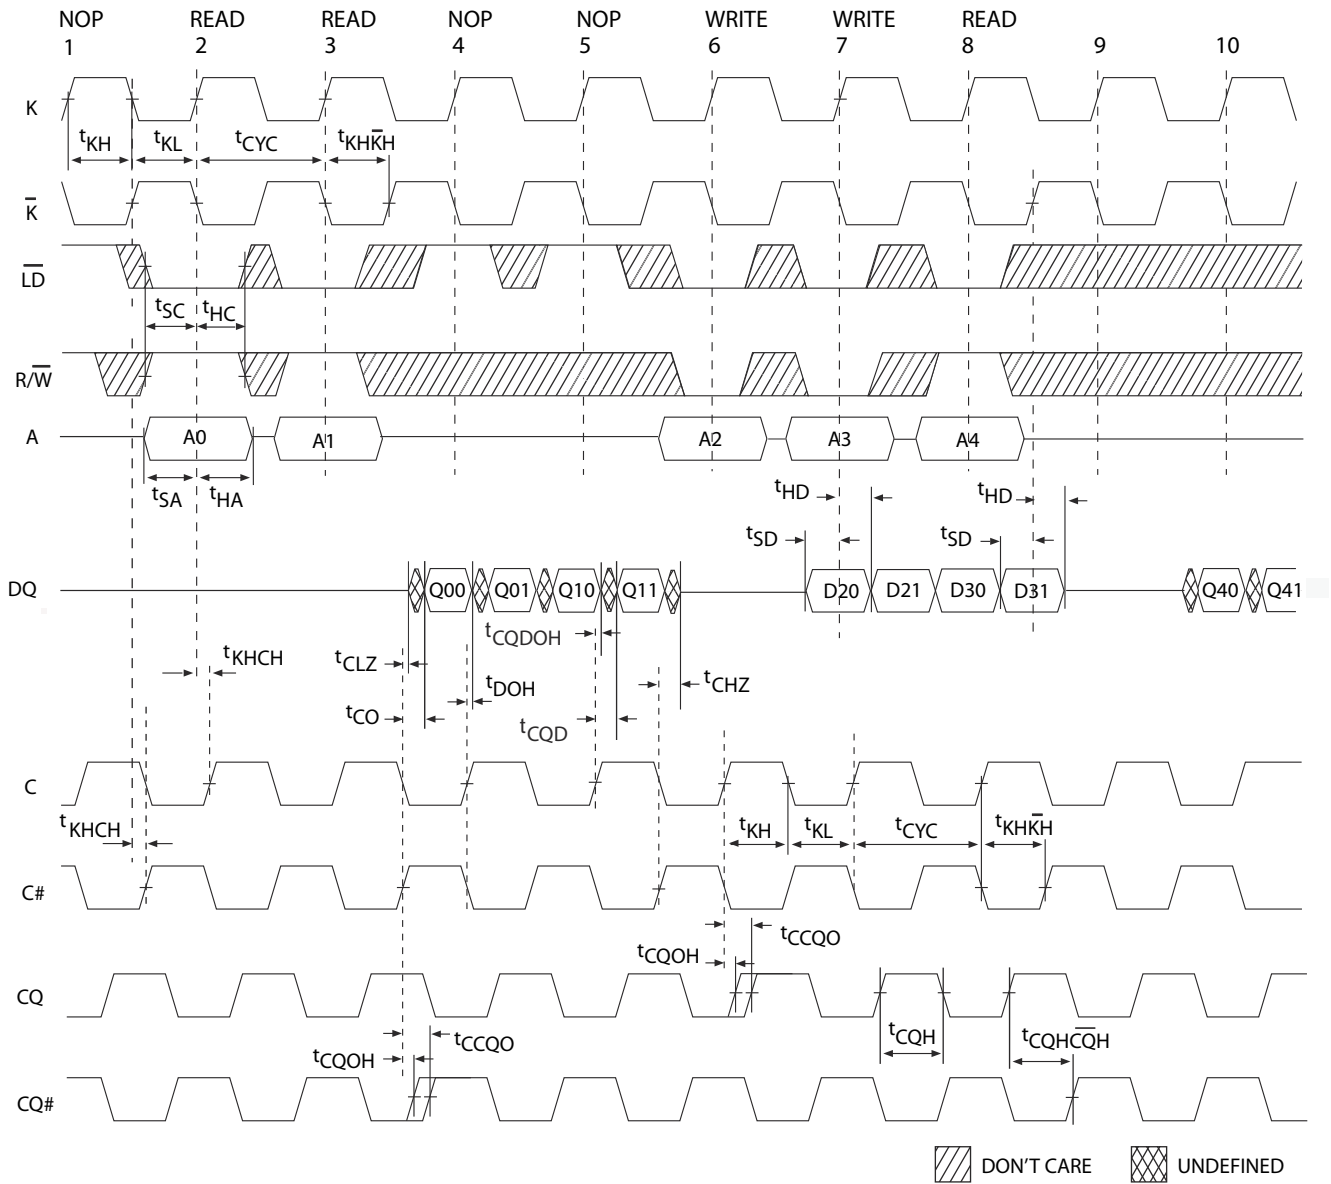 NOP READ READ NOP NOP WRITE WRITE READ
1 2 3 4 5 6 7 8 9 10
K
tKH tKL tCYC tKHK̅H
K̅
L̅D̅
tSC tHC
R/W̅
A A0 A1 A2 A3 A4
tSA tHA tHD tHD
tSD tSD
DQ Q00 Q01 Q10 Q11 D20 D21 D30 D31 Q40 Q41
tCQDOH
tKHCH tCLZ tDOH tCHZ
tCO tCQD
C
tKHCH tKH tKL tCYC tKHK̅H
C#
tCCQO
tCQOH
CQ
tCCQO tCQH tCQHC̅Q̅H
tCQOH
CQ#
DON'T CARE UNDEFINED